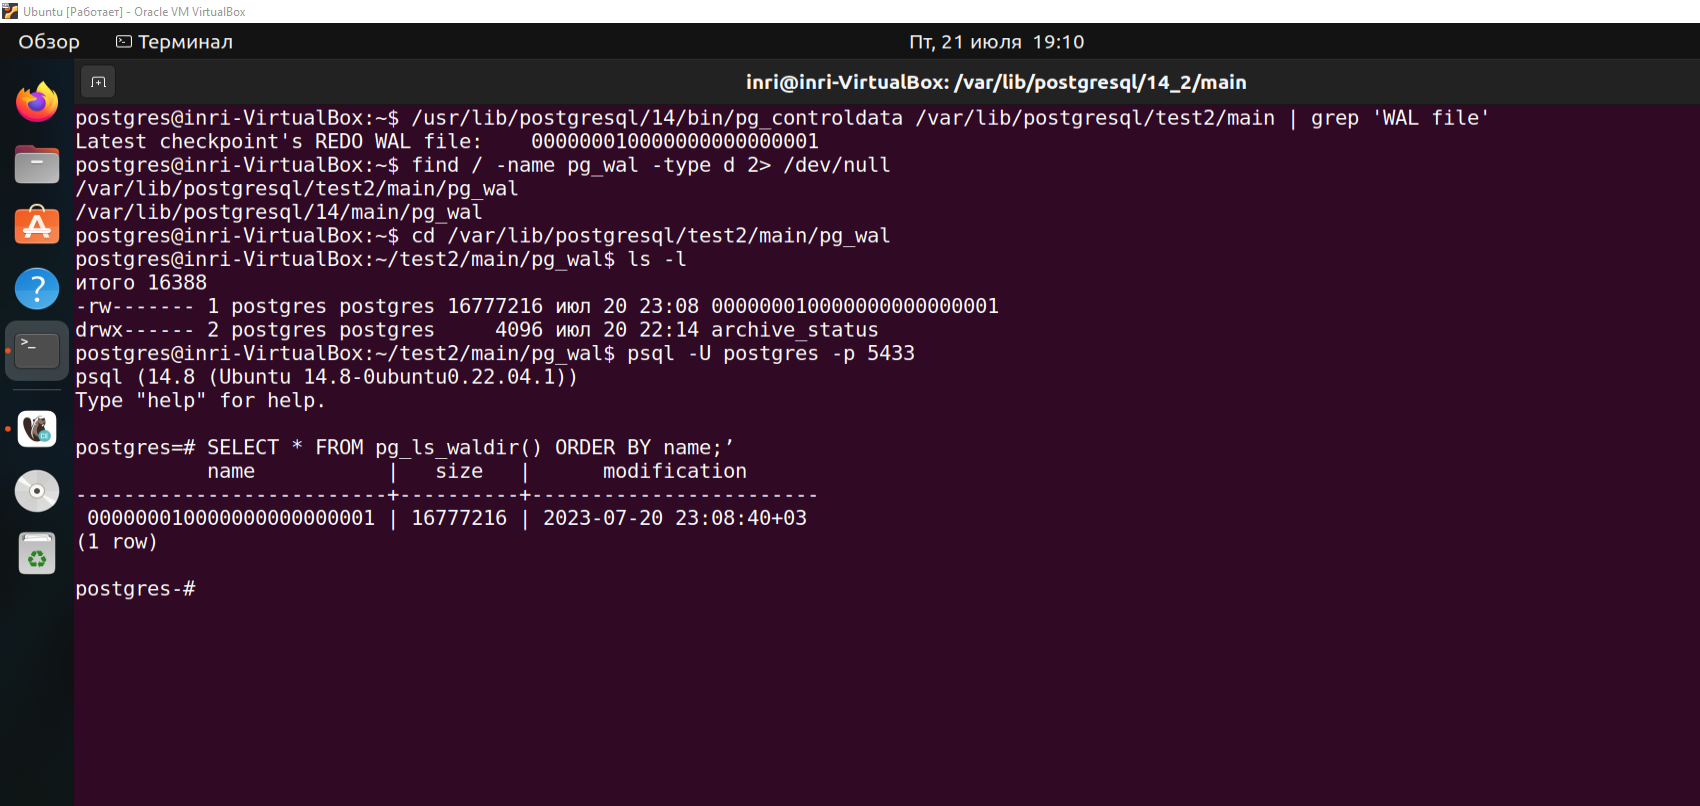 Ubuntu [Работает] - Oracle VM VirtualBox
Обзор Терминал Пт, 21 июля 19:10
inri@inri-VirtualBox: /var/lib/postgresql/14_2/main
postgres@inri-VirtualBox:~$ /usr/lib/postgresql/14/bin/pg_controldata /var/lib/postgresql/test2/main | grep 'WAL file'
Latest checkpoint's REDO WAL file:    000000010000000000000001
postgres@inri-VirtualBox:~$ find / -name pg_wal -type d 2> /dev/null
/var/lib/postgresql/test2/main/pg_wal
/var/lib/postgresql/14/main/pg_wal
postgres@inri-VirtualBox:~$ cd /var/lib/postgresql/test2/main/pg_wal
postgres@inri-VirtualBox:~/test2/main/pg_wal$ ls -l
итого 16388
-rw------- 1 postgres postgres 16777216 июл 20 23:08 000000010000000000000001
drwx------ 2 postgres postgres     4096 июл 20 22:14 archive_status
postgres@inri-VirtualBox:~/test2/main/pg_wal$ psql -U postgres -p 5433
psql (14.8 (Ubuntu 14.8-0ubuntu0.22.04.1))
Type "help" for help.
postgres=# SELECT * FROM pg_ls_waldir() ORDER BY name;’
           name           |   size   |      modification
--------------------------+----------+------------------------
 000000010000000000000001 | 16777216 | 2023-07-20 23:08:40+03
(1 row)
postgres-#